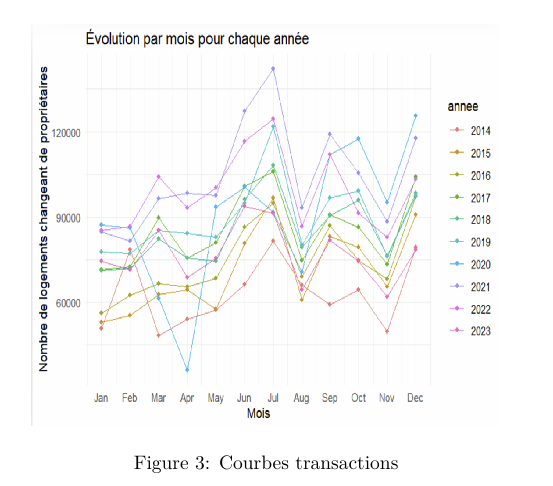 Évolution par mois pour chaque année
Nombre de logements changeant de propriétaires
120000
90000
60000
Jan Feb Mar Apr May Jun Jul Aug Sep Oct Nov Dec
Mois
annee
2014
2015
2016
2017
2018
2019
2020
2021
2022
2023
Figure 3: Courbes transactions